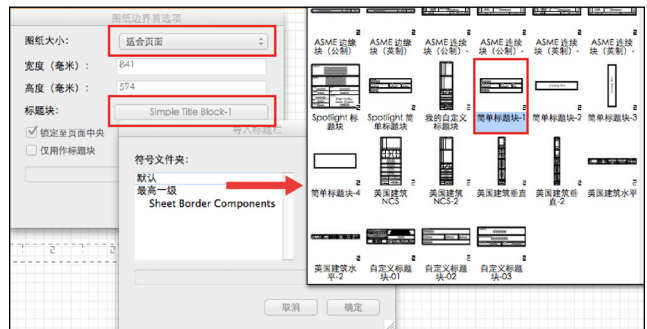 图纸边界首选项
图纸大小：
适合页面
宽度（毫米）：
841
高度（毫米）：
594
标题块：
Simple Title Block-1
锁定至页面中央
仅用作标题块
导入标题栏
符号文件夹：
默认
最高一级
Sheet Border Components
取消
确定
ASME 边缘
块（公制）
ASME 边缘
块（英制）
ASME 连接
块（公制）-
ASME 连接
块（英制）-
ASME 连接
块（公制）-
ASME 连接
块（英制）-
Spotlight 标
题块
Spotlight 简
单标题块
我的自定义
标题块
简单标题块-1
简单标题块-2
简单标题块-3
简单标题块-4
美国建筑
NCS
美国建筑
NCS-2
美国建筑垂直
美国建筑垂
直-2
美国建筑水平
美国建筑水
平-2
自定义标题
块-01
自定义标题
块-02
自定义标题
块-03